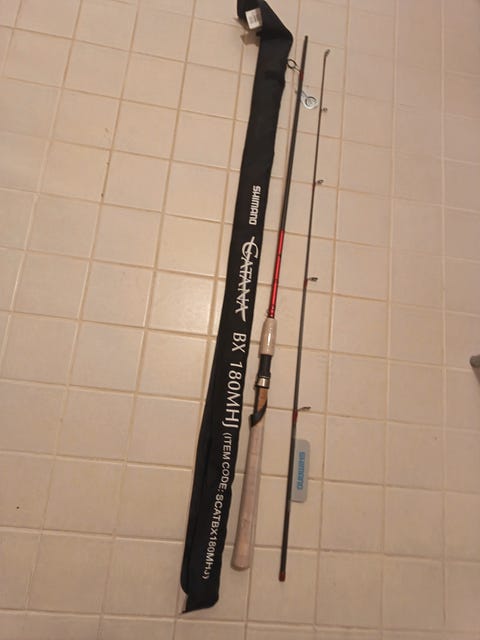 SHIMANO
CATANA BX 180MHJ (ITEM CODE: SCATBX180MHJ)
SHIMANO